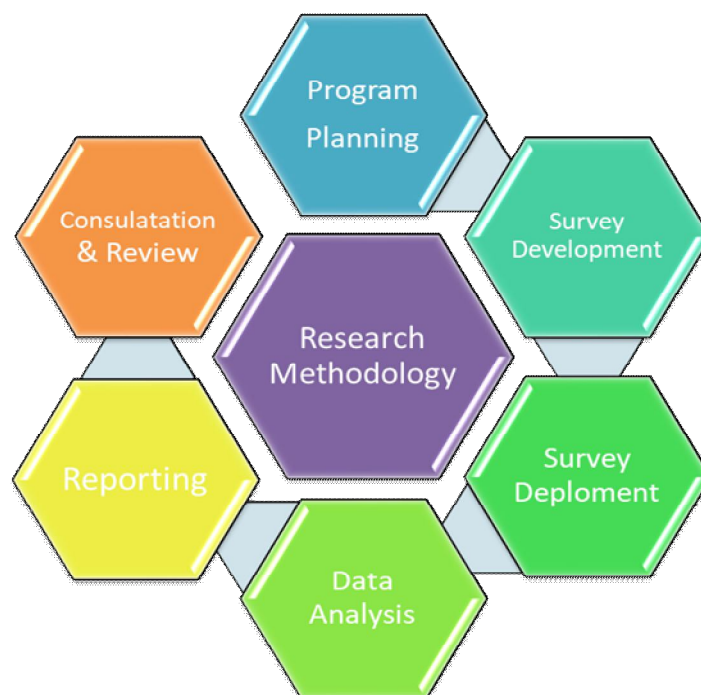 Program
Planning
Survey
Development
Survey
Deploment
Data
Analysis
Reporting
Consulatation
& Review
Research
Methodology